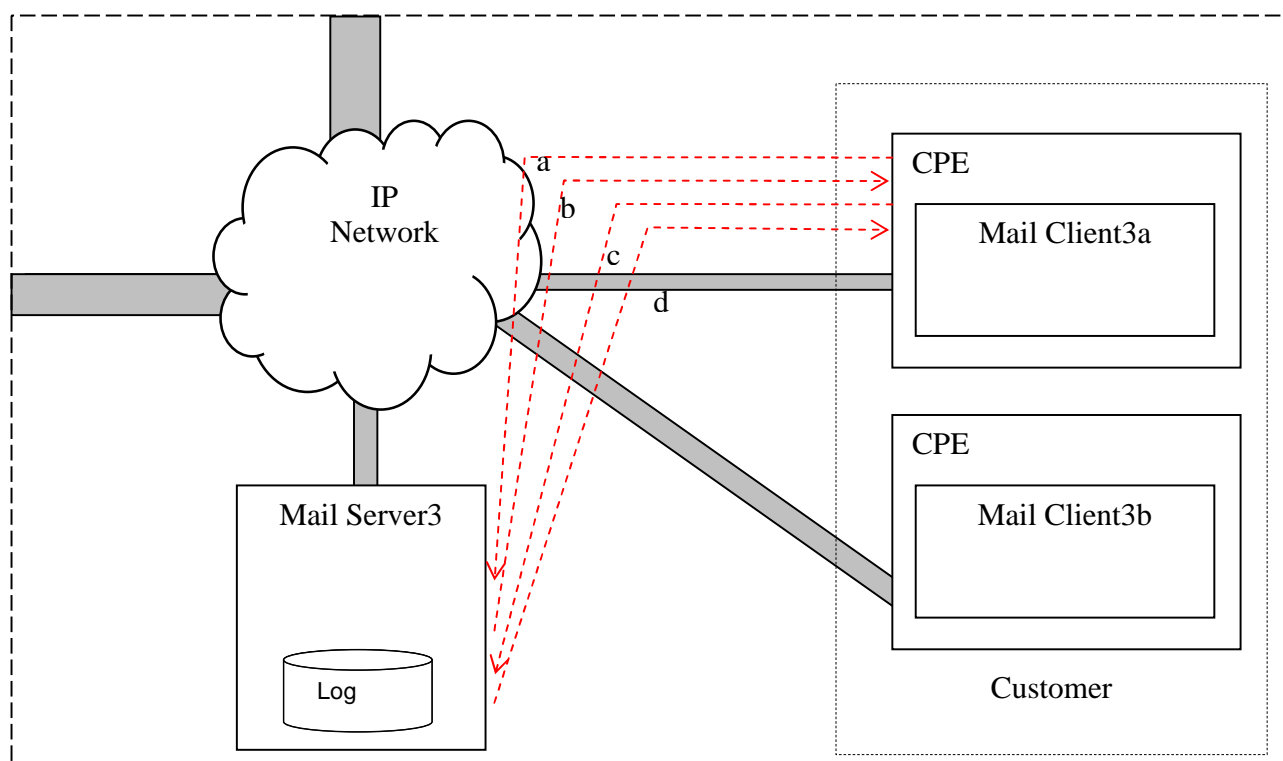 a
CPE
IP
Network
b
Mail Client3a
c
d
CPE
Mail Server3
Mail Client3b
Log
Customer